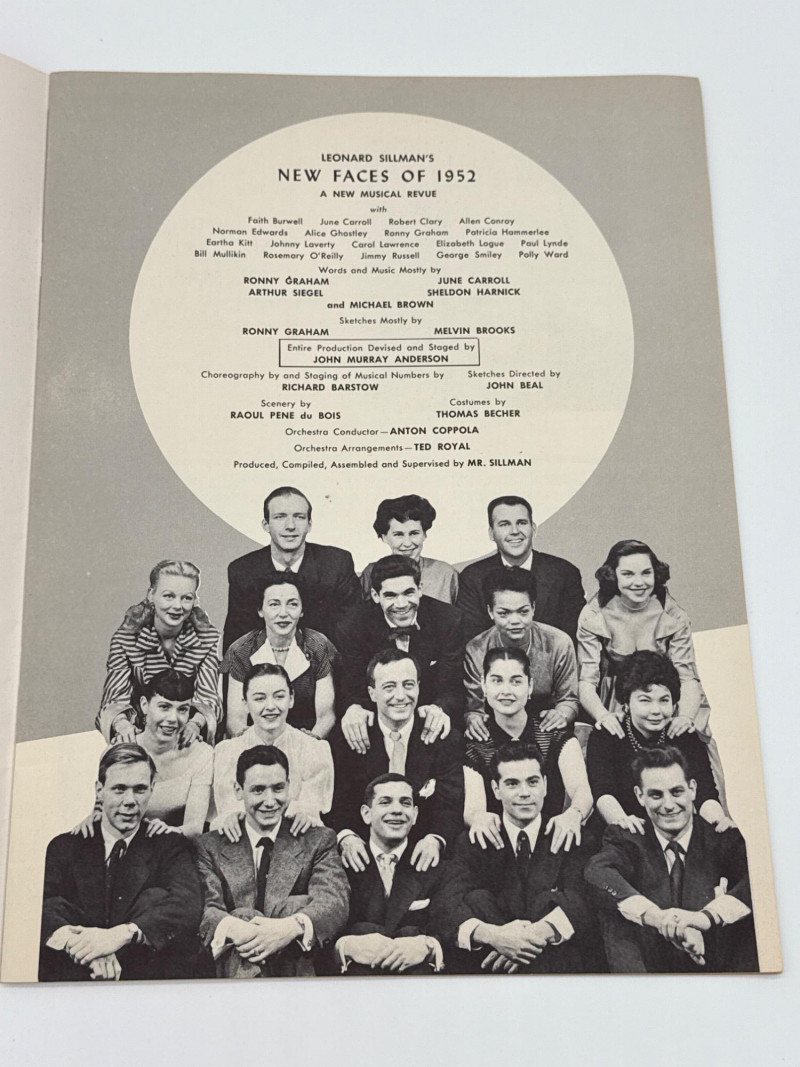 LEONARD SILLMAN'S
NEW FACES OF 1952
A NEW MUSICAL REVUE
with
Faith Burwell June Carroll Robert Clary Allen Conroy
Norman Edwards Alice Ghostley Ronny Graham Patricia Hammerlee
Eartha Kitt Johnny Laverty Carol Lawrence Elizabeth Logue Paul Lynde
Bill Mullikin Rosemary O'Reilly Jimmy Russell George Smiley Polly Ward
Words and Music Mostly by
RONNY GRAHAM JUNE CARROLL
ARTHUR SIEGEL SHELDON HARNICK
and MICHAEL BROWN
Sketches Mostly by
RONNY GRAHAM MELVIN BROOKS
Entire Production Devised and Staged by
JOHN MURRAY ANDERSON
Choreography by and Staging of Musical Numbers by Sketches Directed by
RICHARD BARSTOW JOHN BEAL
Scenery by Costumes by
RAOUL PENE du BOIS THOMAS BECHER
Orchestra Conductor—ANTON COPPOLA
Orchestra Arrangements—TED ROYAL
Produced, Compiled, Assembled and Supervised by MR. SILLMAN